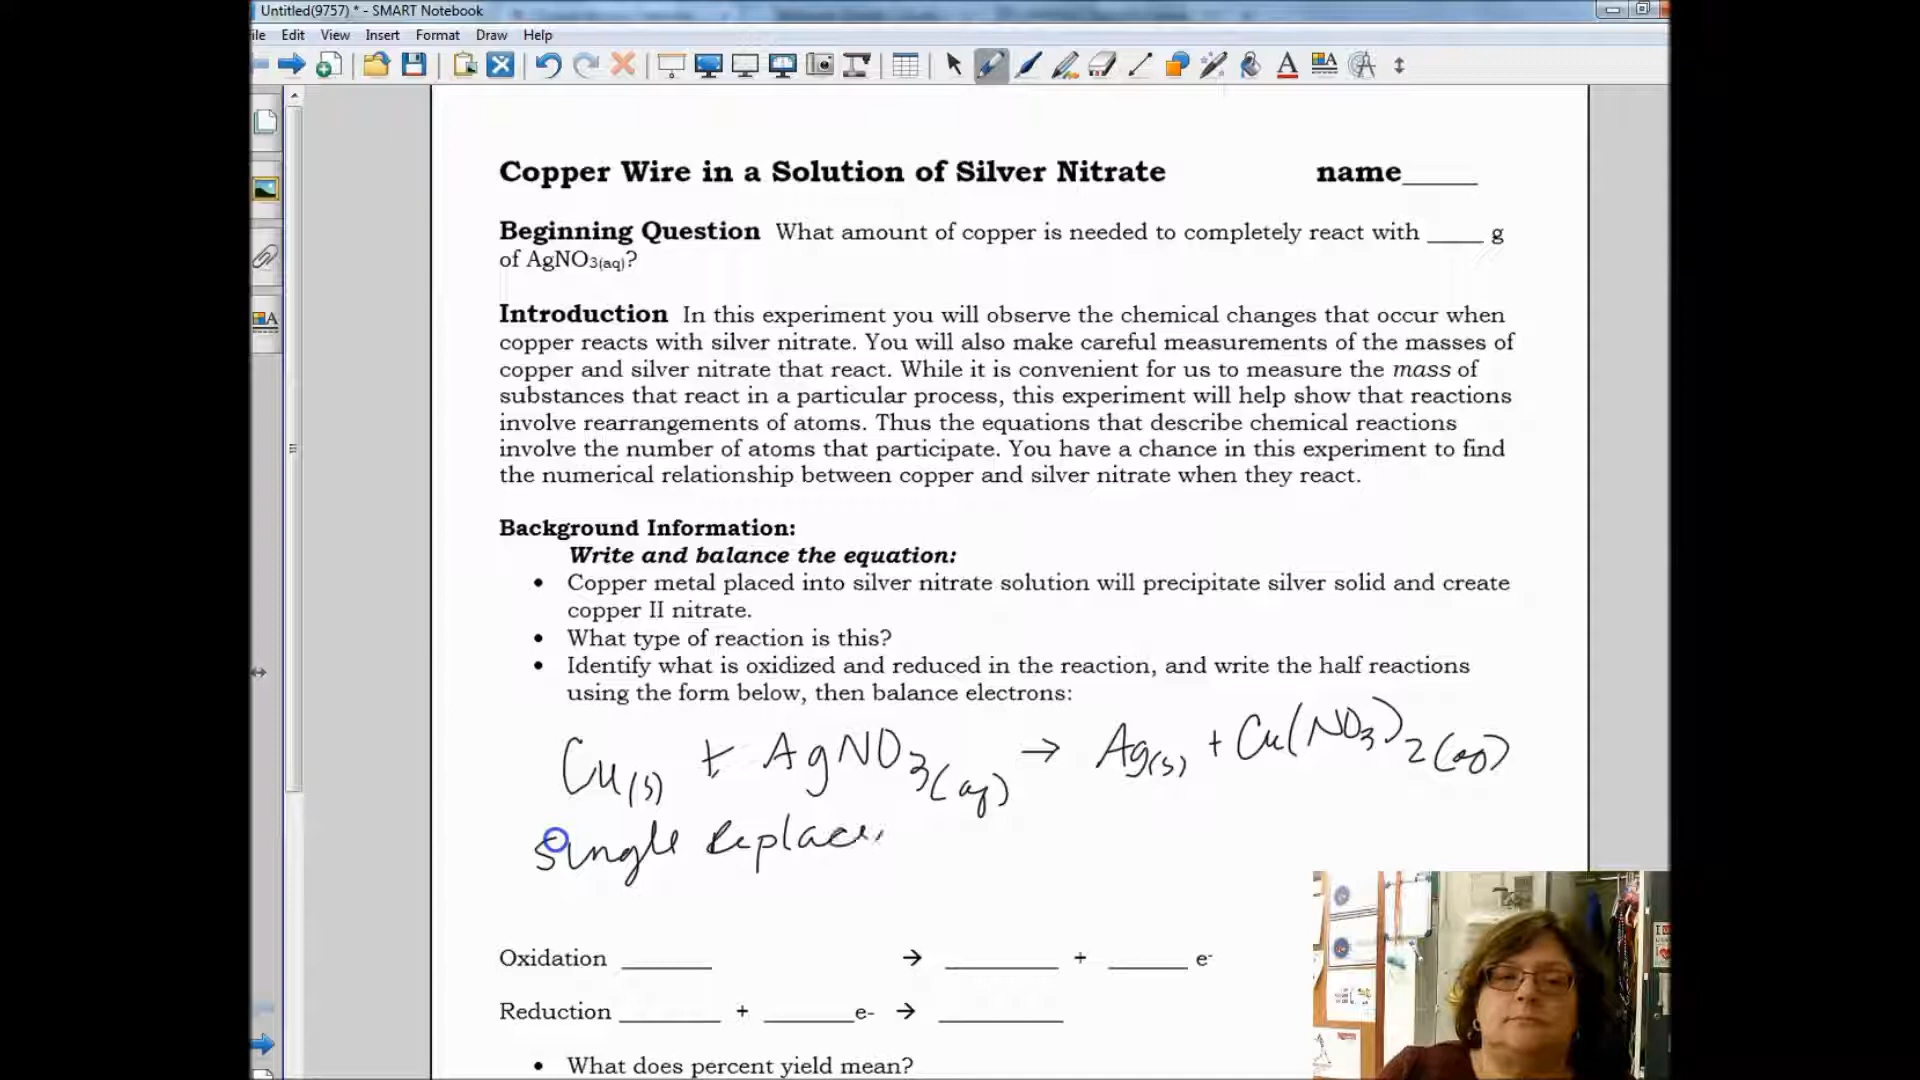 Untitled(9757) * - SMART Notebook
ile Edit View Insert Format Draw Help
Copper Wire in a Solution of Silver Nitrate name_____
Beginning Question What amount of copper is needed to completely react with ____ g
of AgNO3(aq)?
Introduction In this experiment you will observe the chemical changes that occur when
copper reacts with silver nitrate. You will also make careful measurements of the masses of
copper and silver nitrate that react. While it is convenient for us to measure the mass of
substances that react in a particular process, this experiment will help show that reactions
involve rearrangements of atoms. Thus the equations that describe chemical reactions
involve the number of atoms that participate. You have a chance in this experiment to find
the numerical relationship between copper and silver nitrate when they react.
Background Information:
Write and balance the equation:
• Copper metal placed into silver nitrate solution will precipitate silver solid and create
copper II nitrate.
• What type of reaction is this?
• Identify what is oxidized and reduced in the reaction, and write the half reactions
using the form below, then balance electrons:
Cu(s) + AgNO3(aq) → Ag(s) + Cu(NO3)2(aq)
Single Replace
Oxidation _______ → _________ + ______ e-
Reduction ________ + _______e- → __________
• What does percent yield mean?